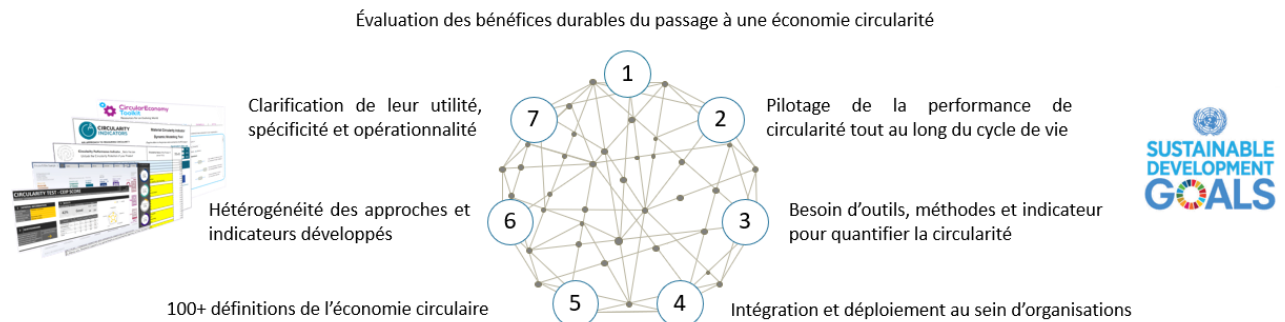 Évaluation des bénéfices durables du passage à une économie circularité
1
7
2
Clarification de leur utilité,
spécificité et opérationnalité
Pilotage de la performance de
circularité tout au long du cycle de vie
CircularEconomy
Toolkit
CIRCULARITY
INDICATORS
CIRCULARITY TEST - CEIP SCORE
SUSTAINABLE
DEVELOPMENT
GOALS
6
3
Hétérogénéité des approches et
indicateurs développés
Besoin d'outils, méthodes et indicateur
pour quantifier la circularité
5
4
100+ définitions de l'économie circulaire
Intégration et déploiement au sein d'organisations